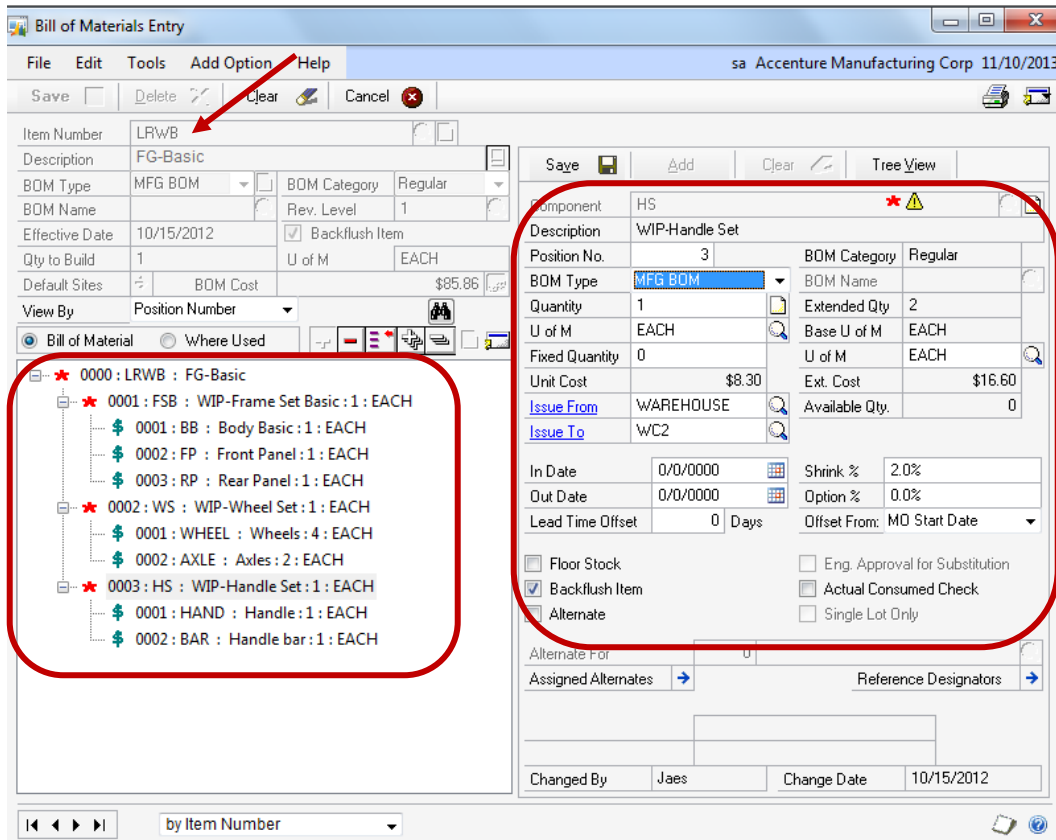 Bill of Materials Entry
File Edit Tools Add Option Help sa Accenture Manufacturing Corp 11/10/2013
Save Delete Clear Cancel
Item Number LRWB
Description FG-Basic
BOM Type MFG BOM BOM Category Regular
BOM Name Rev. Level 1
Effective Date 10/15/2012 Backflush Item
Qty to Build 1 U of M EACH
Default Sites BOM Cost $85.86
View By Position Number
Bill of Material Where Used
0000 : LRWB : FG-Basic
0001 : FSB : WIP-Frame Set Basic : 1 : EACH
0001 : BB : Body Basic : 1 : EACH
0002 : FP : Front Panel : 1 : EACH
0003 : RP : Rear Panel : 1 : EACH
0002 : WS : WIP-Wheel Set : 1 : EACH
0001 : WHEEL : Wheels : 4 : EACH
0002 : AXLE : Axles : 2 : EACH
0003 : HS : WIP-Handle Set : 1 : EACH
0001 : HAND : Handle : 1 : EACH
0002 : BAR : Handle bar : 1 : EACH
Save Add Clear Tree View
Component HS
Description WIP-Handle Set
Position No. 3 BOM Category Regular
BOM Type MFG BOM BOM Name
Quantity 1 Extended Qty 2
U of M EACH Base U of M EACH
Fixed Quantity 0 U of M EACH
Unit Cost $8.30 Ext. Cost $16.60
Issue From WAREHOUSE Available Qty. 0
Issue To WC2
In Date 0/0/0000 Shrink % 2.0%
Out Date 0/0/0000 Option % 0.0%
Lead Time Offset 0 Days Offset From: MO Start Date
Floor Stock Eng. Approval for Substitution
Backflush Item Actual Consumed Check
Alternate Single Lot Only
Alternate For 0
Assigned Alternates Reference Designators
Changed By Jaes Change Date 10/15/2012
by Item Number